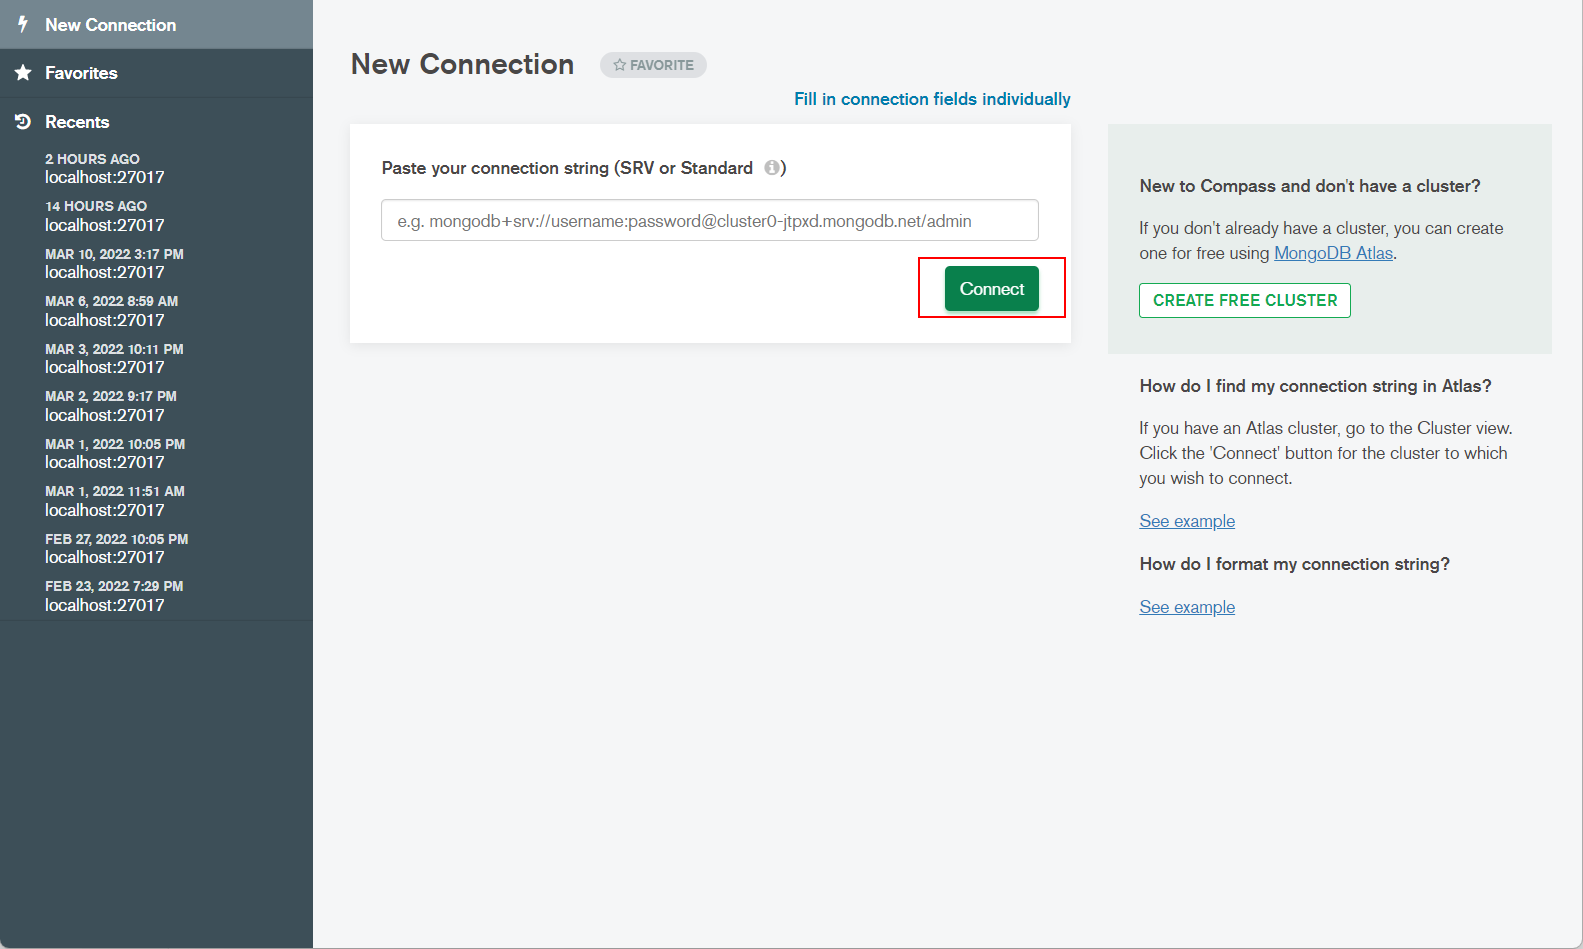 New Connection
Favorites
Recents
2 HOURS AGO
localhost:27017
14 HOURS AGO
localhost:27017
MAR 10, 2022 3:17 PM
localhost:27017
MAR 6, 2022 8:59 AM
localhost:27017
MAR 3, 2022 10:11 PM
localhost:27017
MAR 2, 2022 9:17 PM
localhost:27017
MAR 1, 2022 10:05 PM
localhost:27017
MAR 1, 2022 11:51 AM
localhost:27017
FEB 27, 2022 10:05 PM
localhost:27017
FEB 23, 2022 7:29 PM
localhost:27017
New Connection
FAVORITE
Fill in connection fields individually
Paste your connection string (SRV or Standard )
e.g. mongodb+srv://username:password@cluster0-jtpxd.mongodb.net/admin
Connect
New to Compass and don't have a cluster?
If you don't already have a cluster, you can create
one for free using MongoDB Atlas.
CREATE FREE CLUSTER
How do I find my connection string in Atlas?
If you have an Atlas cluster, go to the Cluster view.
Click the 'Connect' button for the cluster to which
you wish to connect.
See example
How do I format my connection string?
See example